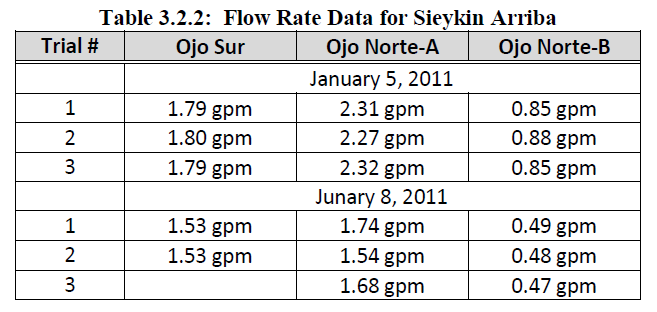 Table 3.2.2: Flow Rate Data for Sieykin Arriba
Trial # Ojo Sur Ojo Norte-A Ojo Norte-B
January 5, 2011
1 1.79 gpm 2.31 gpm 0.85 gpm
2 1.80 gpm 2.27 gpm 0.88 gpm
3 1.79 gpm 2.32 gpm 0.85 gpm
Junary 8, 2011
1 1.53 gpm 1.74 gpm 0.49 gpm
2 1.53 gpm 1.54 gpm 0.48 gpm
3 1.68 gpm 0.47 gpm